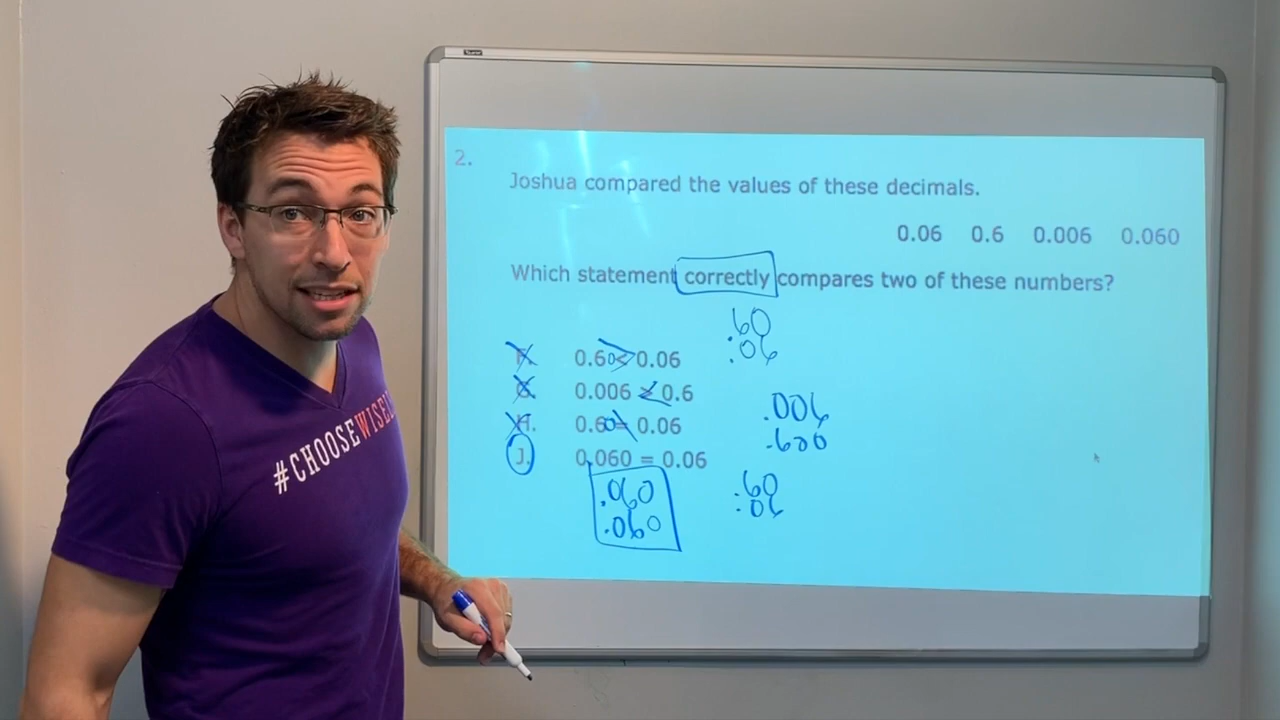 2.
Joshua compared the values of these decimals.
0.06 0.6 0.006 0.060
Which statement correctly compares two of these numbers?
.60
.06
F. 0.60 < 0.06
G. 0.006 > 0.6
.006
.600
H. 0.60 = 0.06
J. 0.060 = 0.06
.060
.060
.60
.06
#CHOOSEWISEL